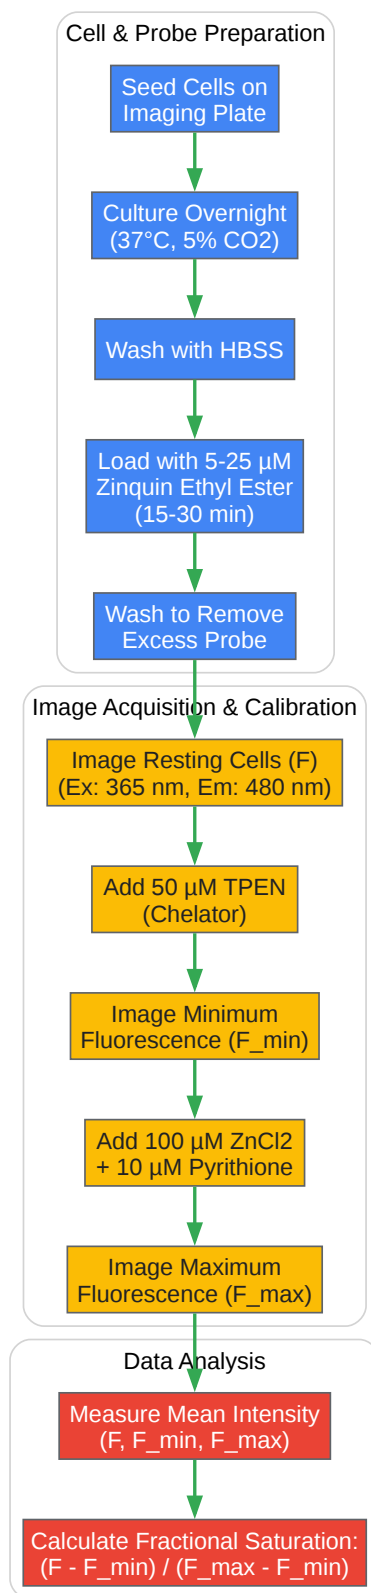 Cell & Probe Preparation
Seed Cells on
Imaging Plate
Culture Overnight
(37°C, 5% CO2)
Wash with HBSS
Load with 5-25 µM
Zinquin Ethyl Ester
(15-30 min)
Wash to Remove
Excess Probe
Image Acquisition & Calibration
Image Resting Cells (F)
(Ex: 365 nm, Em: 480 nm)
Add 50 µM TPEN
(Chelator)
Image Minimum
Fluorescence (F_min)
Add 100 µM ZnCl2
+ 10 µM Pyrithione
Image Maximum
Fluorescence (F_max)
Data Analysis
Measure Mean Intensity
(F, F_min, F_max)
Calculate Fractional Saturation:
(F - F_min) / (F_max - F_min)